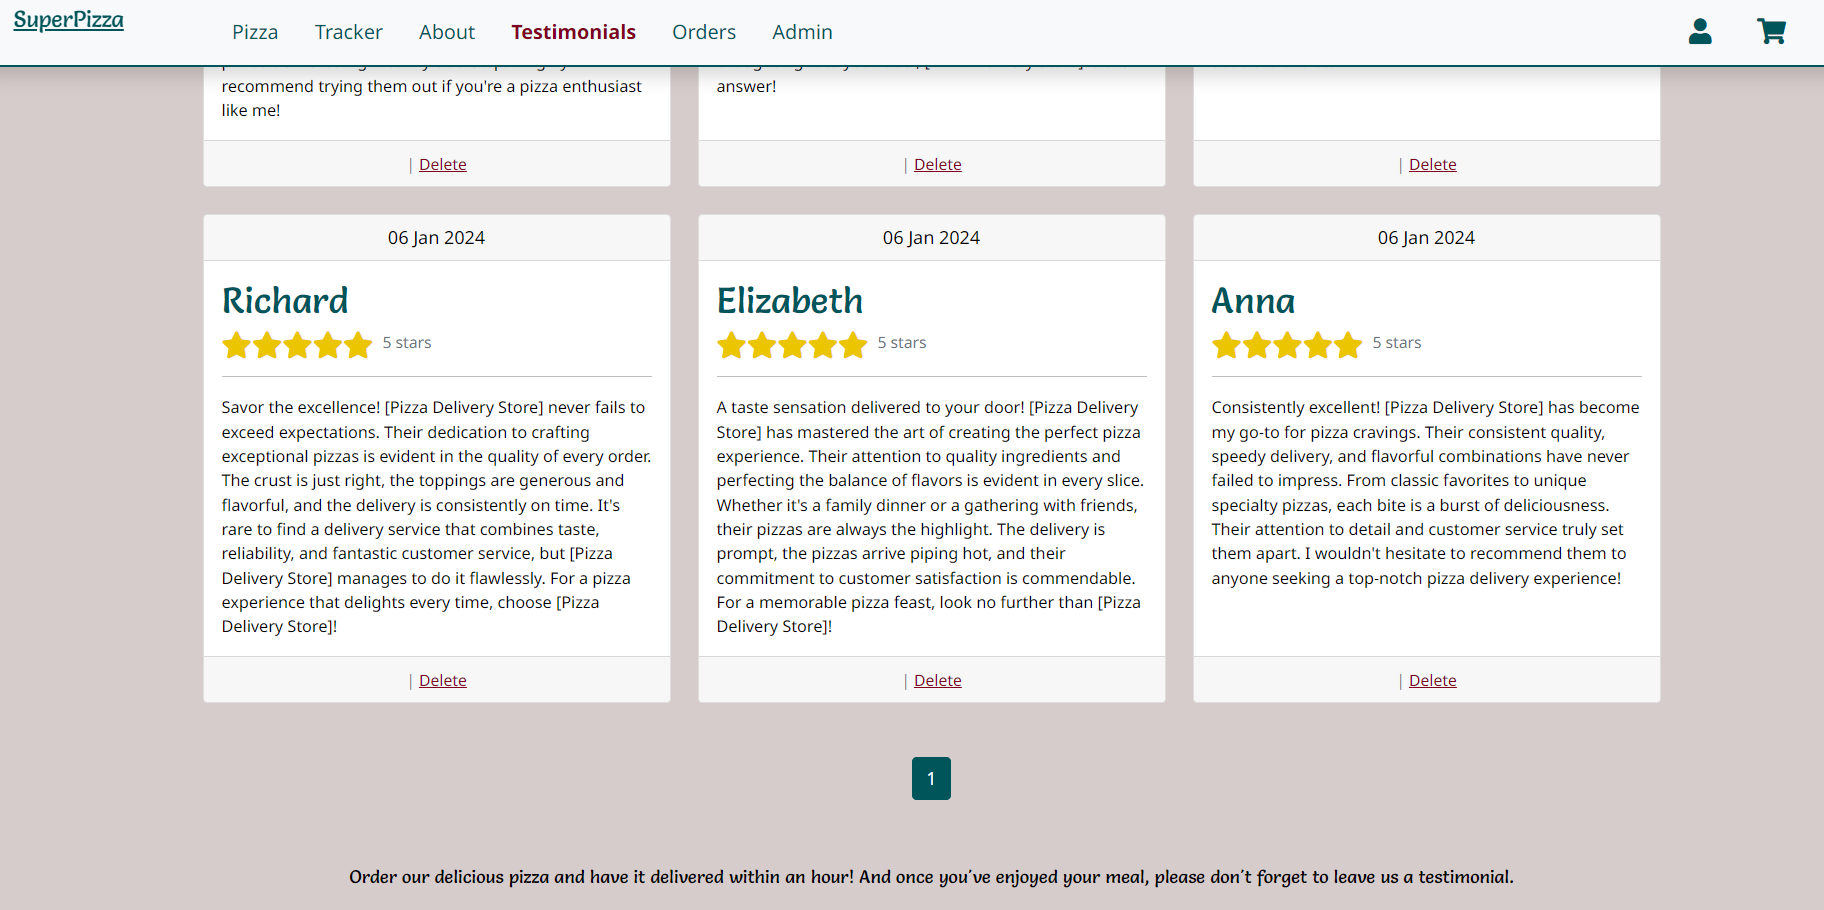 SuperPizza
Pizza Tracker About Testimonials Orders Admin
recommend trying them out if you're a pizza enthusiast
like me!
answer!
| Delete
| Delete
| Delete
06 Jan 2024
Richard
5 stars
Savor the excellence! [Pizza Delivery Store] never fails to
exceed expectations. Their dedication to crafting
exceptional pizzas is evident in the quality of every order.
The crust is just right, the toppings are generous and
flavorful, and the delivery is consistently on time. It's
rare to find a delivery service that combines taste,
reliability, and fantastic customer service, but [Pizza
Delivery Store] manages to do it flawlessly. For a pizza
experience that delights every time, choose [Pizza
Delivery Store]!
| Delete
06 Jan 2024
Elizabeth
5 stars
A taste sensation delivered to your door! [Pizza Delivery
Store] has mastered the art of creating the perfect pizza
experience. Their attention to quality ingredients and
perfecting the balance of flavors is evident in every slice.
Whether it's a family dinner or a gathering with friends,
their pizzas are always the highlight. The delivery is
prompt, the pizzas arrive piping hot, and their
commitment to customer satisfaction is commendable.
For a memorable pizza feast, look no further than [Pizza
Delivery Store]!
| Delete
06 Jan 2024
Anna
5 stars
Consistently excellent! [Pizza Delivery Store] has become
my go-to for pizza cravings. Their consistent quality,
speedy delivery, and flavorful combinations have never
failed to impress. From classic favorites to unique
specialty pizzas, each bite is a burst of deliciousness.
Their attention to detail and customer service truly set
them apart. I wouldn't hesitate to recommend them to
anyone seeking a top-notch pizza delivery experience!
| Delete
1
Order our delicious pizza and have it delivered within an hour! And once you've enjoyed your meal, please don't forget to leave us a testimonial.